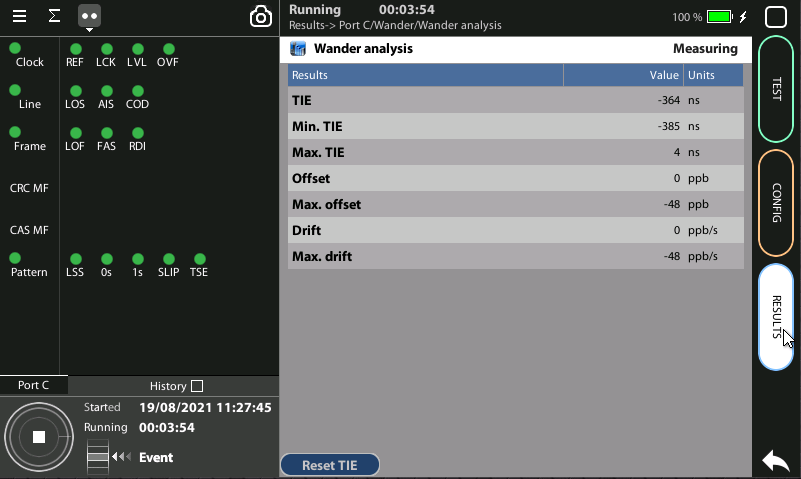 Running 00:03:54
Results-> Port C/Wander/Wander analysis
100 %
Clock REF LCK LVL OVF
Line LOS AIS COD
Frame LOF FAS RDI
CRC MF
CAS MF
Pattern LSS 0s 1s SLIP TSE
Port C History
Started 19/08/2021 11:27:45
Running 00:03:54
Event
Wander analysis Measuring
Results Value Units
TIE -364 ns
Min. TIE -385 ns
Max. TIE 4 ns
Offset 0 ppb
Max. offset -48 ppb
Drift 0 ppb/s
Max. drift -48 ppb/s
Reset TIE
TEST
CONFIG
RESULTS